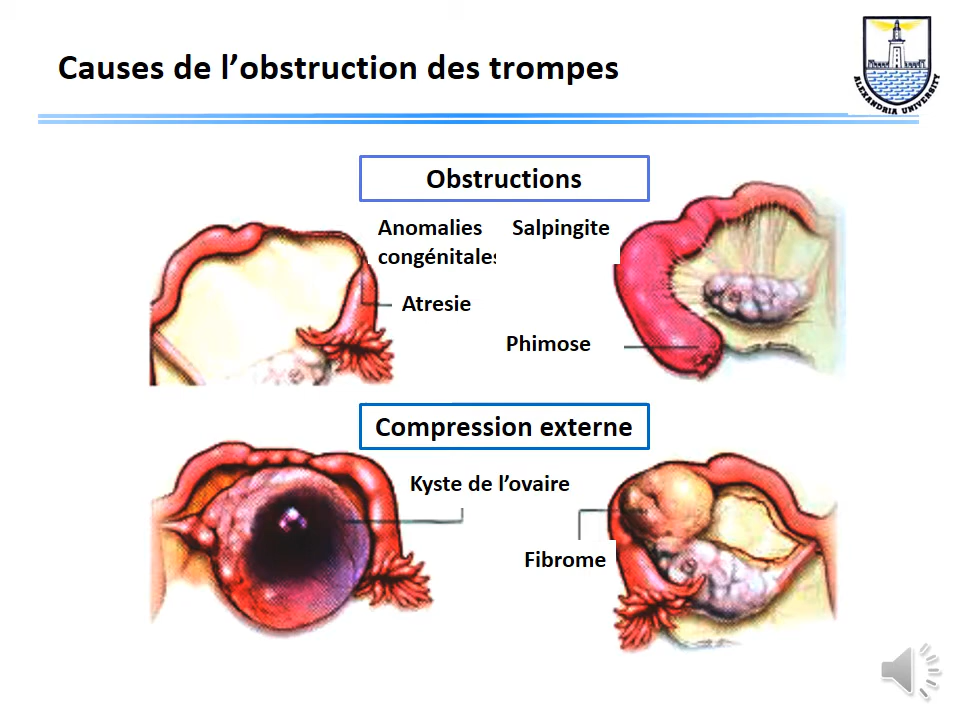 Causes de l’obstruction des trompes
ALEXANDRIA UNIVERSITY
Obstructions
Anomalies
congénitales
Salpingite
Atresie
Phimose
Compression externe
Kyste de l’ovaire
Fibrome